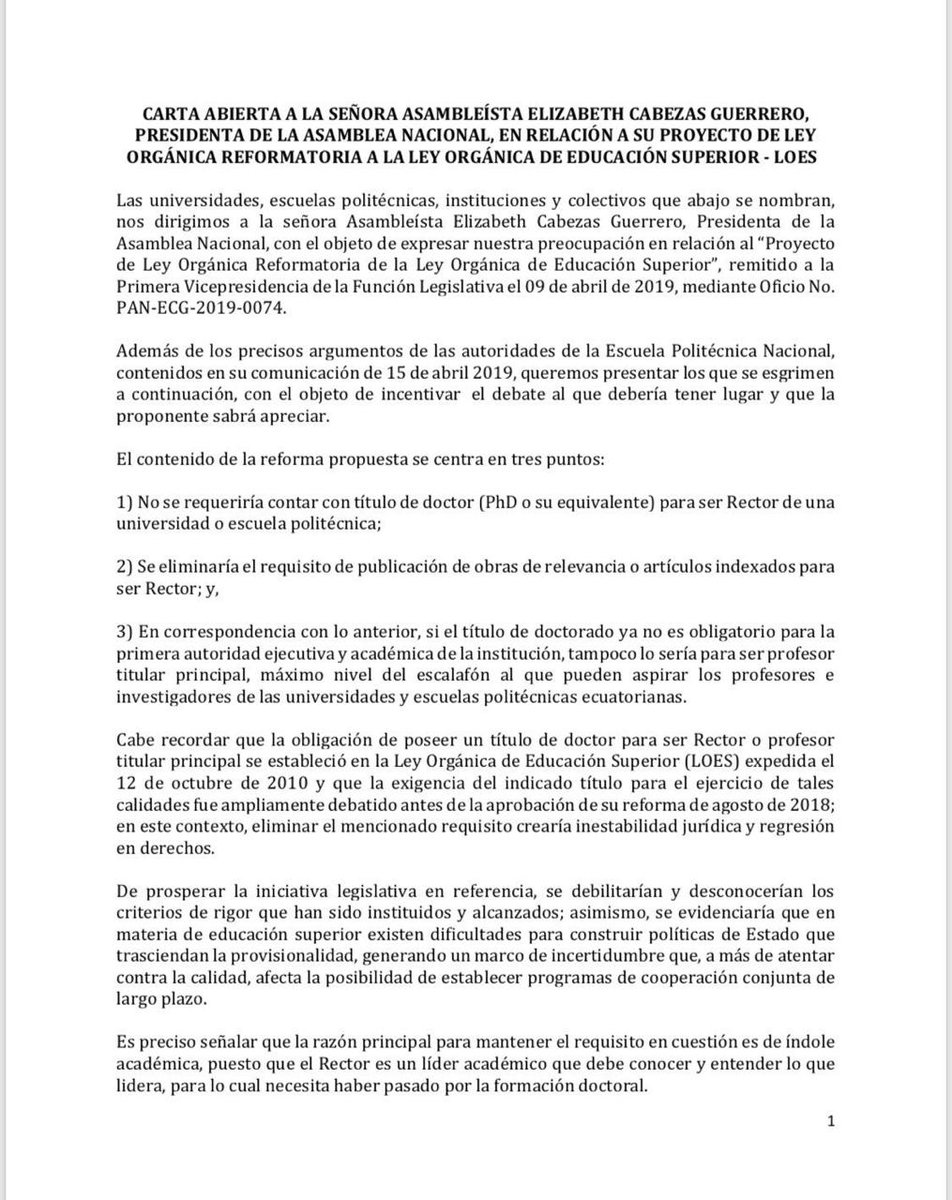 CARTA ABIERTA A LA SEÑORA ASAMBLEÍSTA ELIZABETH CABEZAS GUERRERO,
PRESIDENTA DE LA ASAMBLEA NACIONAL, EN RELACIÓN A SU PROYECTO DE LEY
ORGÁNICA REFORMATORIA A LA LEY ORGÁNICA DE EDUCACIÓN SUPERIOR - LOES
Las universidades, escuelas politécnicas, instituciones y colectivos que abajo se nombran,
nos dirigimos a la señora Asambleísta Elizabeth Cabezas Guerrero, Presidenta de la
Asamblea Nacional, con el objeto de expresar nuestra preocupación en relación al “Proyecto
de Ley Orgánica Reformatoria de la Ley Orgánica de Educación Superior”, remitido a la
Primera Vicepresidencia de la Función Legislativa el 09 de abril de 2019, mediante Oficio No.
PAN-ECG-2019-0074.
Además de los precisos argumentos de las autoridades de la Escuela Politécnica Nacional,
contenidos en su comunicación de 15 de abril 2019, queremos presentar los que se esgrimen
a continuación, con el objeto de incentivar el debate al que debería tener lugar y que la
proponente sabrá apreciar.
El contenido de la reforma propuesta se centra en tres puntos:
1) No se requeriría contar con título de doctor (PhD o su equivalente) para ser Rector de una
universidad o escuela politécnica;
2) Se eliminaría el requisito de publicación de obras de relevancia o artículos indexados para
ser Rector; y,
3) En correspondencia con lo anterior, si el título de doctorado ya no es obligatorio para la
primera autoridad ejecutiva y académica de la institución, tampoco lo sería para ser profesor
titular principal, máximo nivel del escalafón al que pueden aspirar los profesores e
investigadores de las universidades y escuelas politécnicas ecuatorianas.
Cabe recordar que la obligación de poseer un título de doctor para ser Rector o profesor
titular principal se estableció en la Ley Orgánica de Educación Superior (LOES) expedida el
12 de octubre de 2010 y que la exigencia del indicado título para el ejercicio de tales
calidades fue ampliamente debatido antes de la aprobación de su reforma de agosto de 2018;
en este contexto, eliminar el mencionado requisito crearía inestabilidad jurídica y regresión
en derechos.
De prosperar la iniciativa legislativa en referencia, se debilitarían y desconocerían los
criterios de rigor que han sido instituidos y alcanzados; asimismo, se evidenciaría que en
materia de educación superior existen dificultades para construir políticas de Estado que
trasciendan la provisionalidad, generando un marco de incertidumbre que, a más de atentar
contra la calidad, afecta la posibilidad de establecer programas de cooperación conjunta de
largo plazo.
Es preciso señalar que la razón principal para mantener el requisito en cuestión es de índole
académica, puesto que el Rector es un líder académico que debe conocer y entender lo que
lidera, para lo cual necesita haber pasado por la formación doctoral.
1